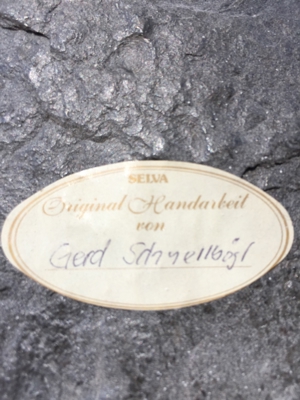 SELVA
Original Handarbeit
von
Gerd Schnellbögl